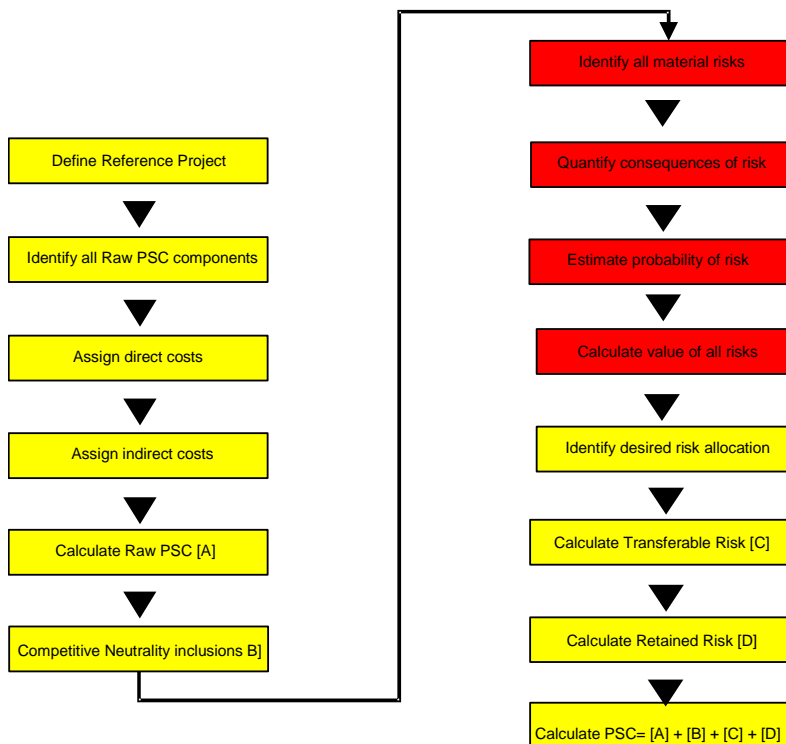 Define Reference Project
Identify all Raw PSC components
Assign direct costs
Assign indirect costs
Calculate Raw PSC [A]
Competitive Neutrality inclusions B]
Identify all material risks
Quantify consequences of risk
Estimate probability of risk
Calculate value of all risks
Identify desired risk allocation
Calculate Transferable Risk [C]
Calculate Retained Risk [D]
Calculate PSC= [A] + [B] + [C] + [D]